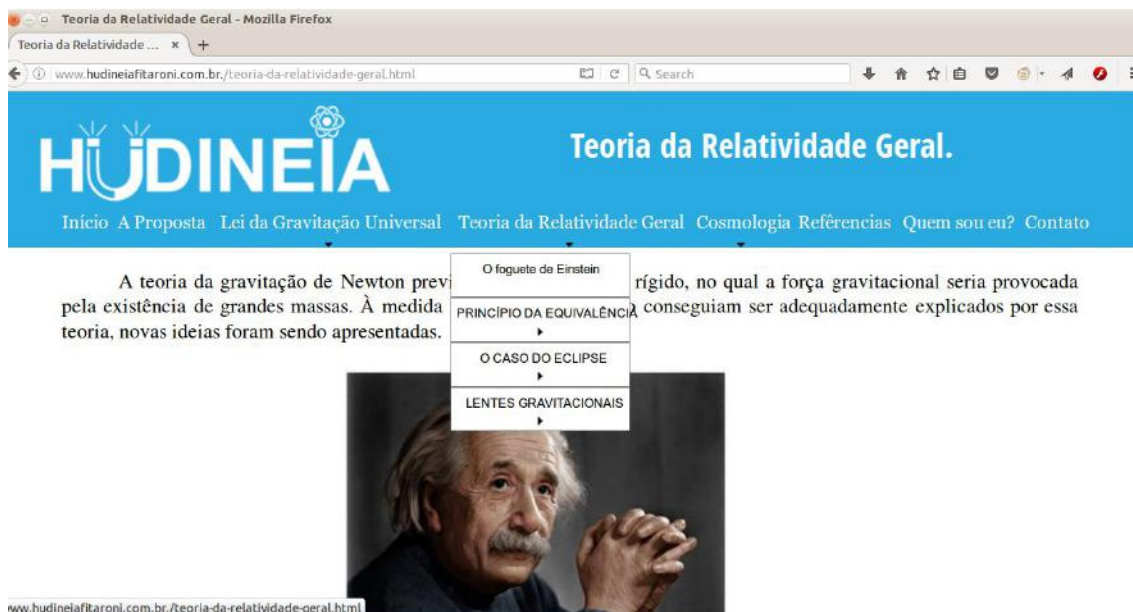 Teoria da Relatividade Geral - Mozilla Firefox
Teoria da Relatividade ... x +
www.hudineiafitaroni.com.br./teoria-da-relatividade-geral.html
Search
HUDINEIA
Teoria da Relatividade Geral.
Início A Proposta Lei da Gravitação Universal Teoria da Relatividade Geral Cosmologia Refêrencias Quem sou eu? Contato
O foguete de Einstein
PRINCÍPIO DA EQUIVALÊNCIA
O CASO DO ECLIPSE
LENTES GRAVITACIONAIS
A teoria da gravitação de Newton previ rígido, no qual a força gravitacional seria provocada
pela existência de grandes massas. À medida conseguiam ser adequadamente explicados por essa
teoria, novas ideias foram sendo apresentadas.
www.hudineiafitaroni.com.br./teoria-da-relatividade-geral.html